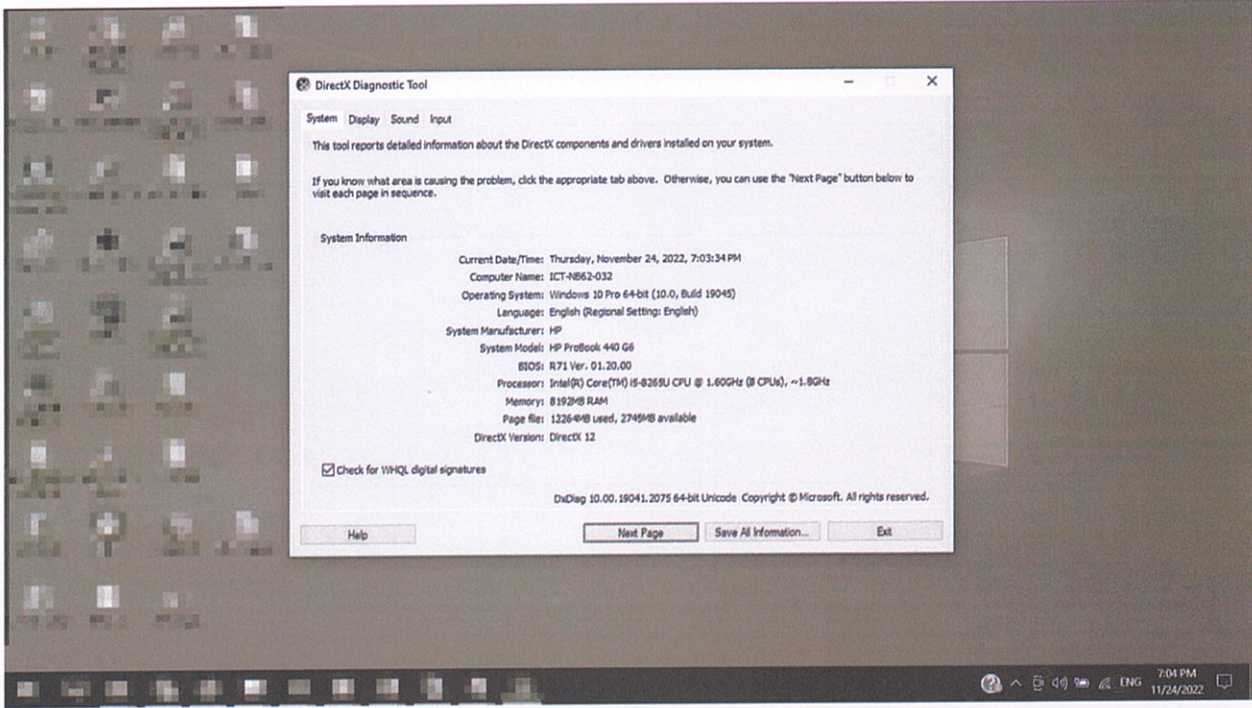 DirectX Diagnostic Tool
System Display Sound Input
This tool reports detailed information about the DirectX components and drivers installed on your system.
If you know what area is causing the problem, click the appropriate tab above. Otherwise, you can use the "Next Page" button below to
visit each page in sequence.
System Information
Current Date/Time: Thursday, November 24, 2022, 7:03:34 PM
Computer Name: ICT-NB62-032
Operating System: Windows 10 Pro 64-bit (10.0, Build 19045)
Language: English (Regional Setting: English)
System Manufacturer: HP
System Model: HP ProBook 440 G6
BIOS: R71 Ver. 01.20.00
Processor: Intel(R) Core(TM) i5-8265U CPU @ 1.60GHz (8 CPUs), ~1.8GHz
Memory: 8192MB RAM
Page file: 12264MB used, 2745MB available
DirectX Version: DirectX 12
Check for WHQL digital signatures
DxDiag 10.00.19041.2075 64-bit Unicode Copyright © Microsoft. All rights reserved.
Help Next Page Save All Information... Exit
ENG
7:04 PM
11/24/2022